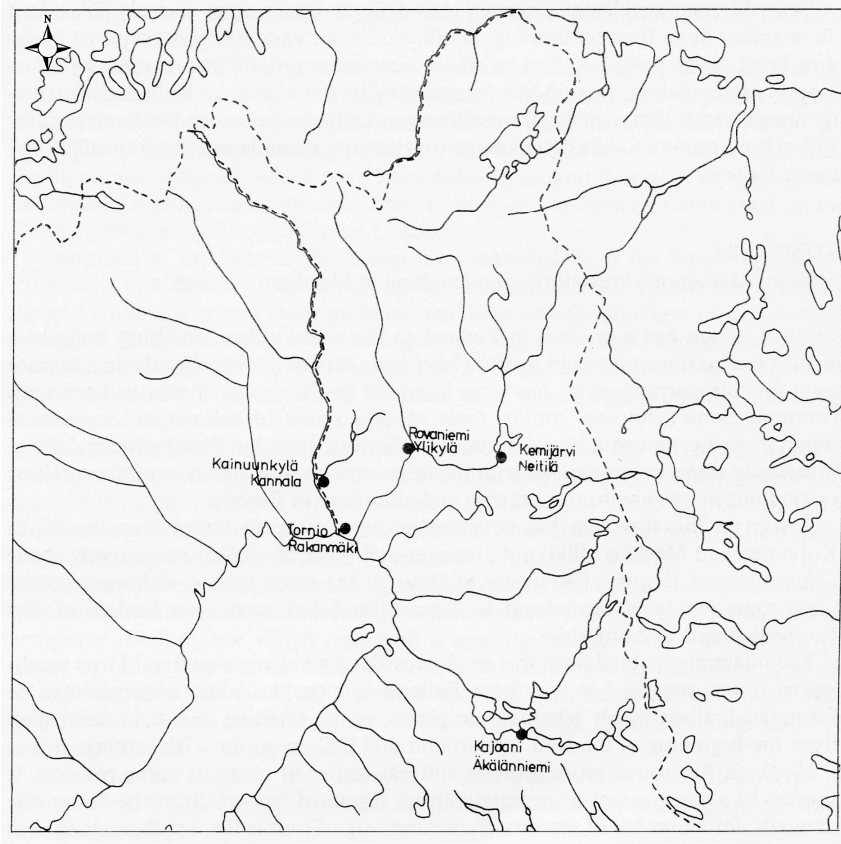 N
Rovaniemi
Ylikylä
Kemijärvi
Neitilä
Kainuunkylä
Kannala
Tornio
Rakanmäki
Kajaani
Äkälänniemi